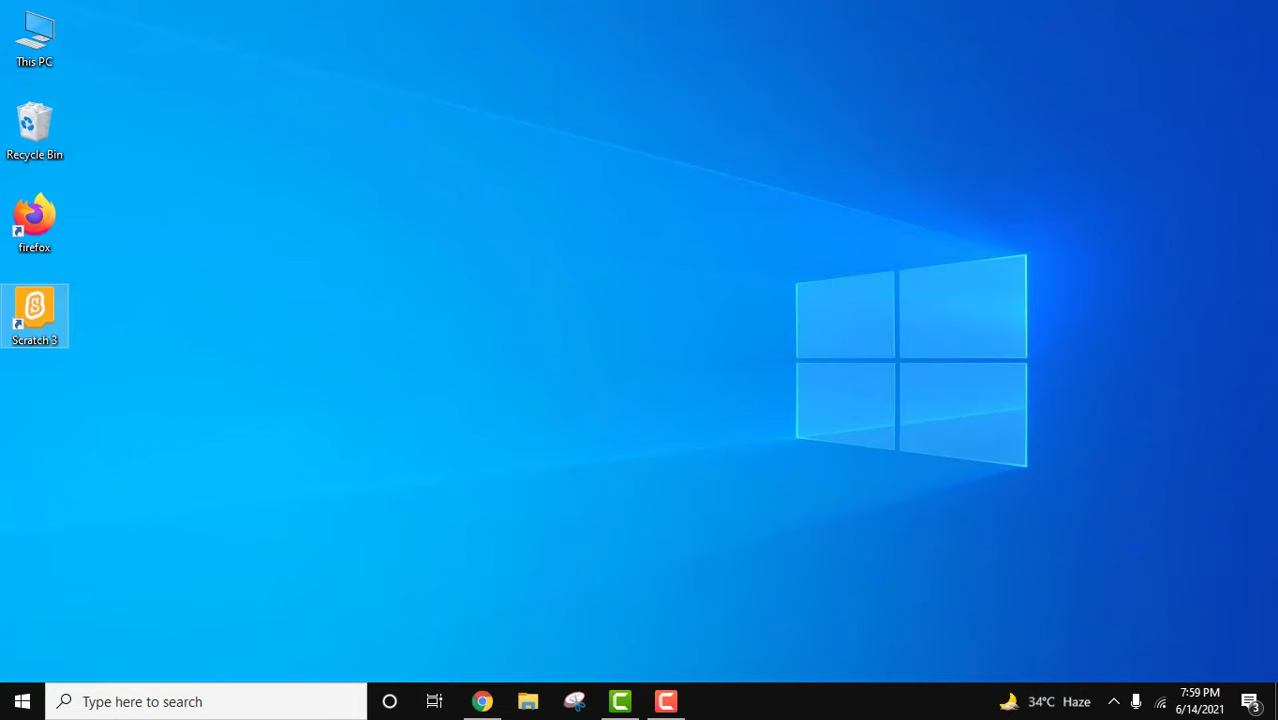 This PC
Recycle Bin
firefox
Scratch 3
Type here to search
34°C Haze
7:59 PM
6/14/2021
3